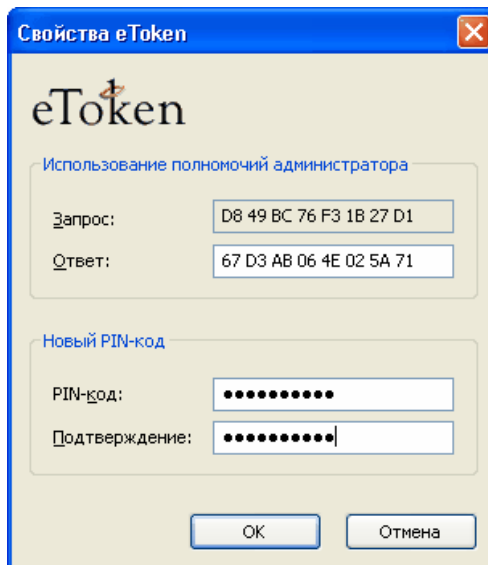 Свойства eToken
eToken
Использование полномочий администратора
Запрос: D8 49 BC 76 F3 1B 27 D1
Ответ: 67 D3 AB 06 4E 02 5A 71
Новый PIN-код
PIN-код: ●●●●●●●●●●
Подтверждение: ●●●●●●●●●●
OK Отмена